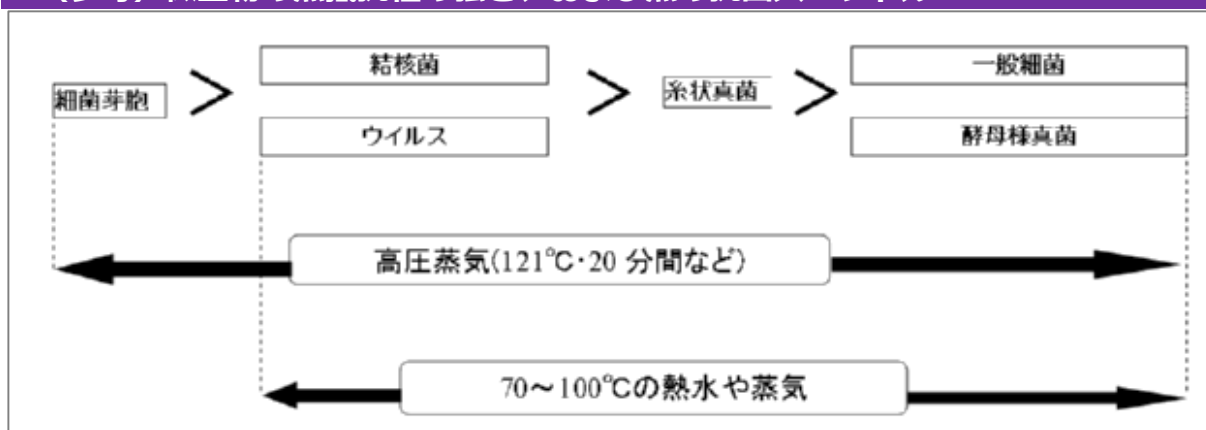 細菌芽胞
>
結核菌
ウイルス
>
糸状真菌
>
一般細菌
酵母様真菌
高圧蒸気(121℃・20 分間など)
70～100℃の熱水や蒸気